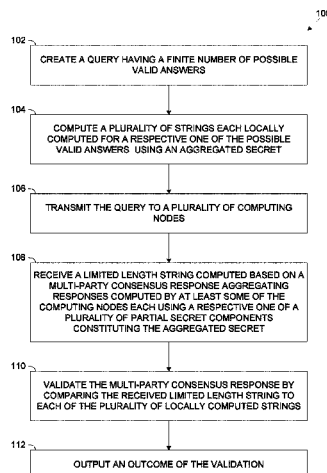 100
102
CREATE A QUERY HAVING A FINITE NUMBER OF POSSIBLE
VALID ANSWERS
104
COMPUTE A PLURALITY OF STRINGS EACH LOCALLY
COMPUTED FOR A RESPECTIVE ONE OF THE POSSIBLE
VALID ANSWERS USING AN AGGREGATED SECRET
106
TRANSMIT THE QUERY TO A PLURALITY OF COMPUTING
NODES
108
RECEIVE A LIMITED LENGTH STRING COMPUTED BASED ON A
MULTI-PARTY CONSENSUS RESPONSE AGGREGATING
RESPONSES COMPUTED BY AT LEAST SOME OF THE
COMPUTING NODES EACH USING A RESPECTIVE ONE OF A
PLURALITY OF PARTIAL SECRET COMPONENTS
CONSTITUTING THE AGGREGATED SECRET
110
VALIDATE THE MULTI-PARTY CONSENSUS RESPONSE BY
COMPARING THE RECEIVED LIMITED LENGTH STRING TO
EACH OF THE PLURALITY OF LOCALLY COMPUTED STRINGS
112
OUTPUT AN OUTCOME OF THE VALIDATION